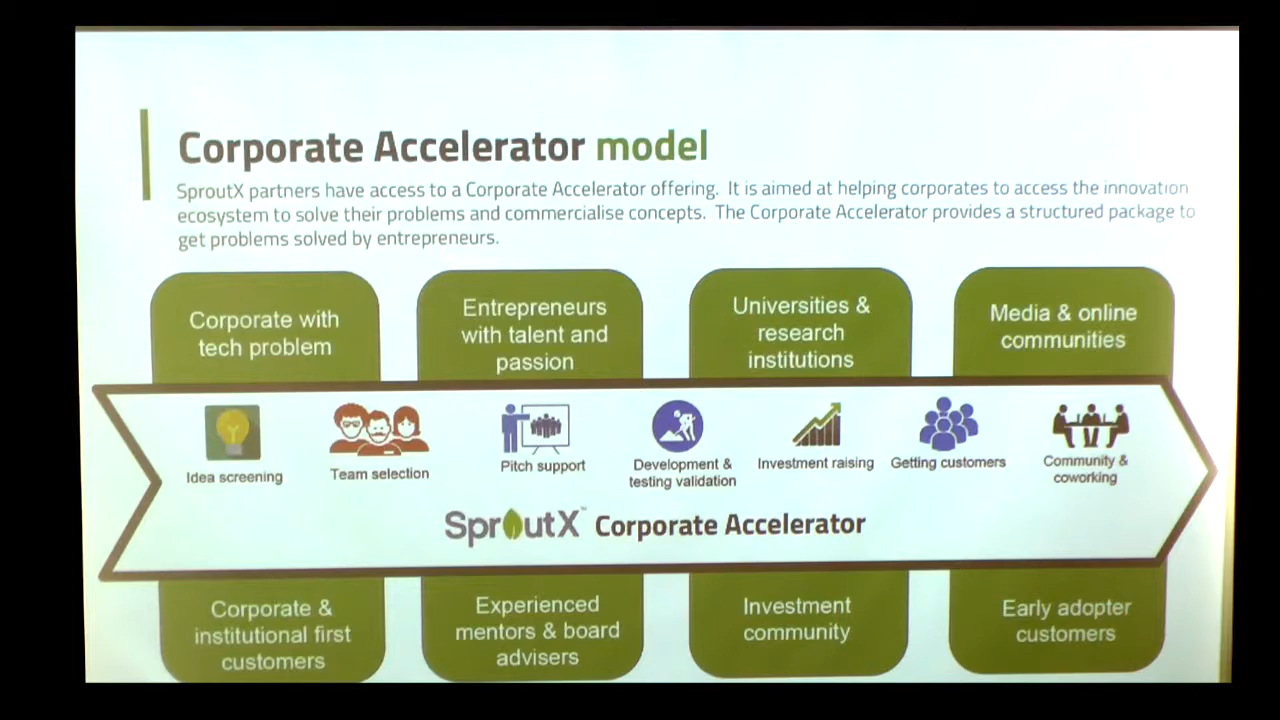 Corporate Accelerator model
SproutX partners have access to a Corporate Accelerator offering. It is aimed at helping corporates to access the innovation
ecosystem to solve their problems and commercialise concepts. The Corporate Accelerator provides a structured package to
get problems solved by entrepreneurs.
Corporate with
tech problem
Entrepreneurs
with talent and
passion
Universities &
research
institutions
Media & online
communities
Idea screening
Team selection
Pitch support
Development &
testing validation
Investment raising
Getting customers
Community &
coworking
SproutX™ Corporate Accelerator
Corporate &
institutional first
customers
Experienced
mentors & board
advisers
Investment
community
Early adopter
customers